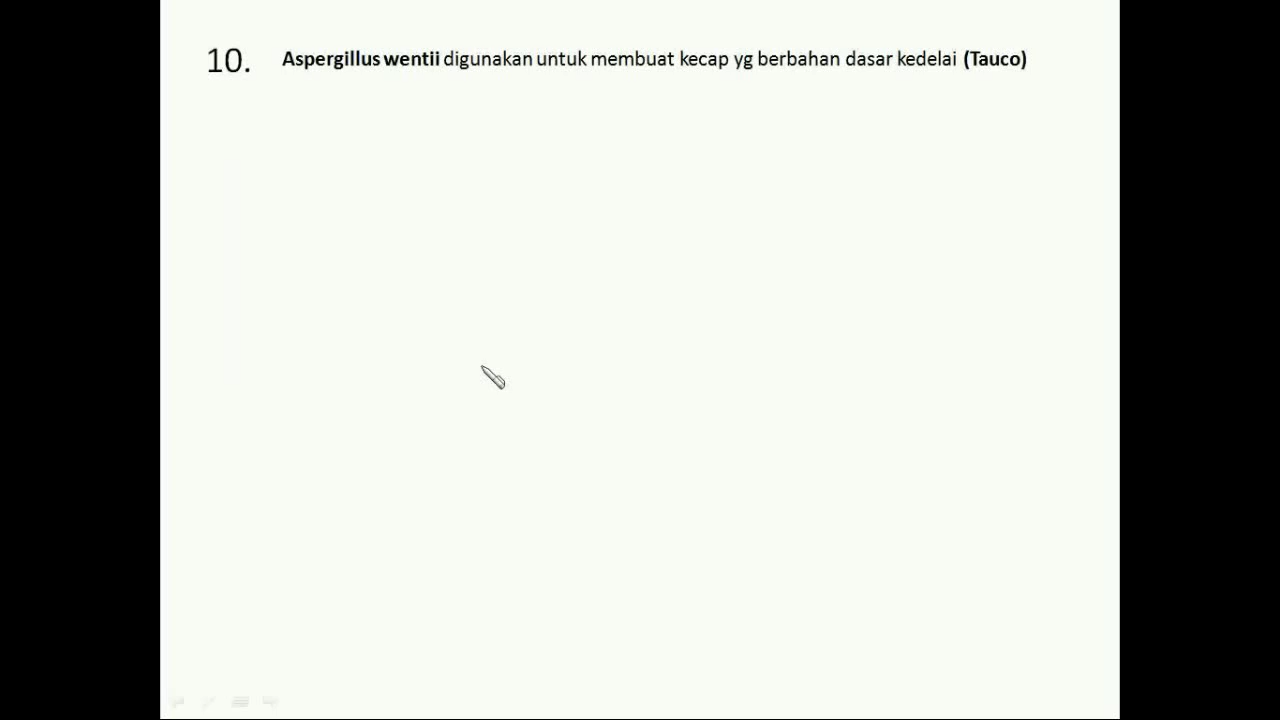 10. Aspergillus wentii digunakan untuk membuat kecap yg berbahan dasar kedelai (Tauco)